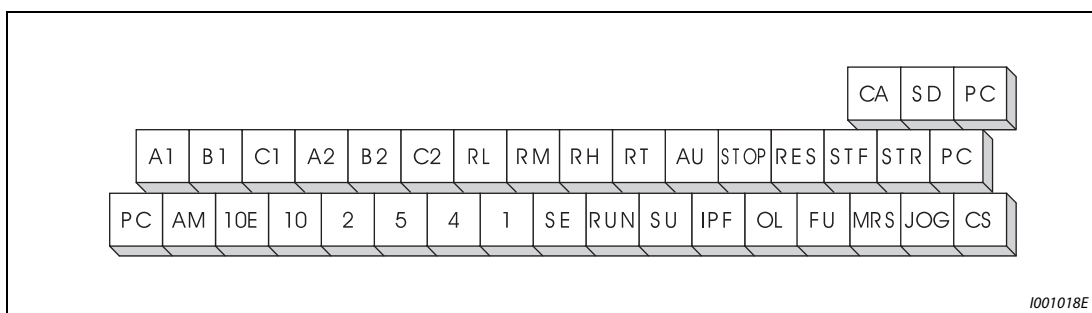 CA SD PC
A1 B1 C1 A2 B2 C2 RL RM RH RT AU STOP RES STF STR PC
PC AM 10E 10 2 5 4 1 SE RUN SU IPF OL FU MRS JOG CS
I001018E